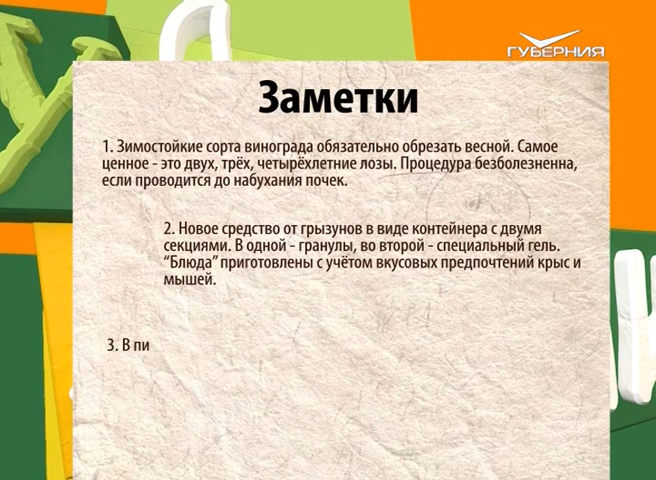 ГУБЕРНИЯ
Заметки
1. Зимостойкие сорта винограда обязательно обрезать весной. Самое
ценное - это двух, трёх, четырёхлетние лозы. Процедура безболезненна,
если проводится до набухания почек.
2. Новое средство от грызунов в виде контейнера с двумя
секциями. В одной - гранулы, во второй - специальный гель.
“Блюда” приготовлены с учётом вкусовых предпочтений крыс и
мышей.
3. В пи